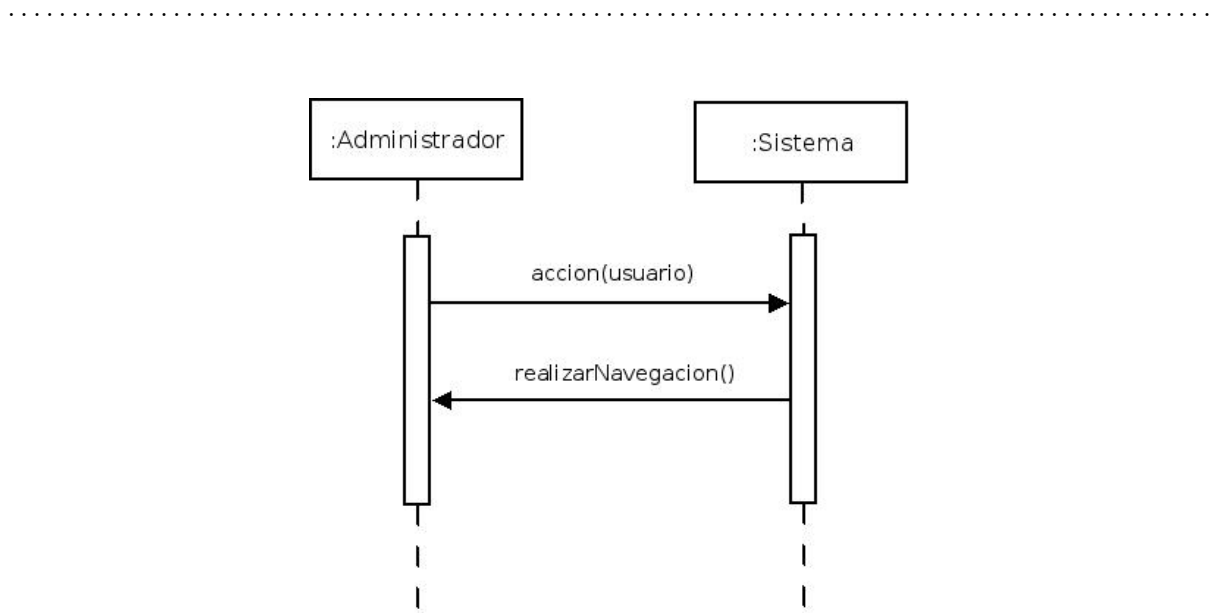 :Administrador
:Sistema
accion(usuario)
realizarNavegacion()